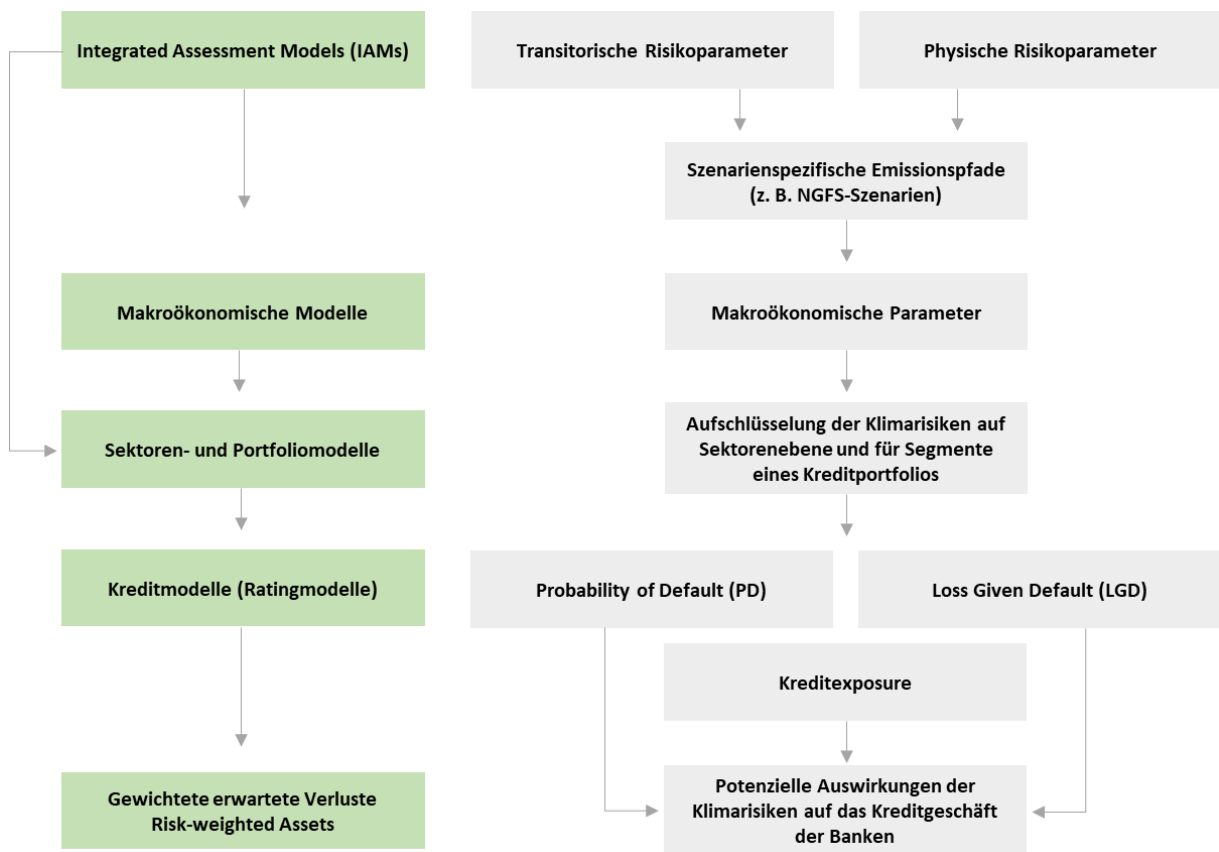 Integrated Assessment Models (IAMs)
Transitorische Risikoparameter
Physische Risikoparameter
Szenarienspezifische Emissionspfade
(z. B. NGFS-Szenarien)
Makroökonomische Modelle
Makroökonomische Parameter
Sektoren- und Portfoliomodelle
Aufschlüsselung der Klimarisiken auf
Sektorenebene und für Segmente
eines Kreditportfolios
Kreditmodelle (Ratingmodelle)
Probability of Default (PD)
Loss Given Default (LGD)
Kreditexposure
Gewichtete erwartete Verluste
Risk-weighted Assets
Potenzielle Auswirkungen der
Klimarisiken auf das Kreditgeschäft
der Banken